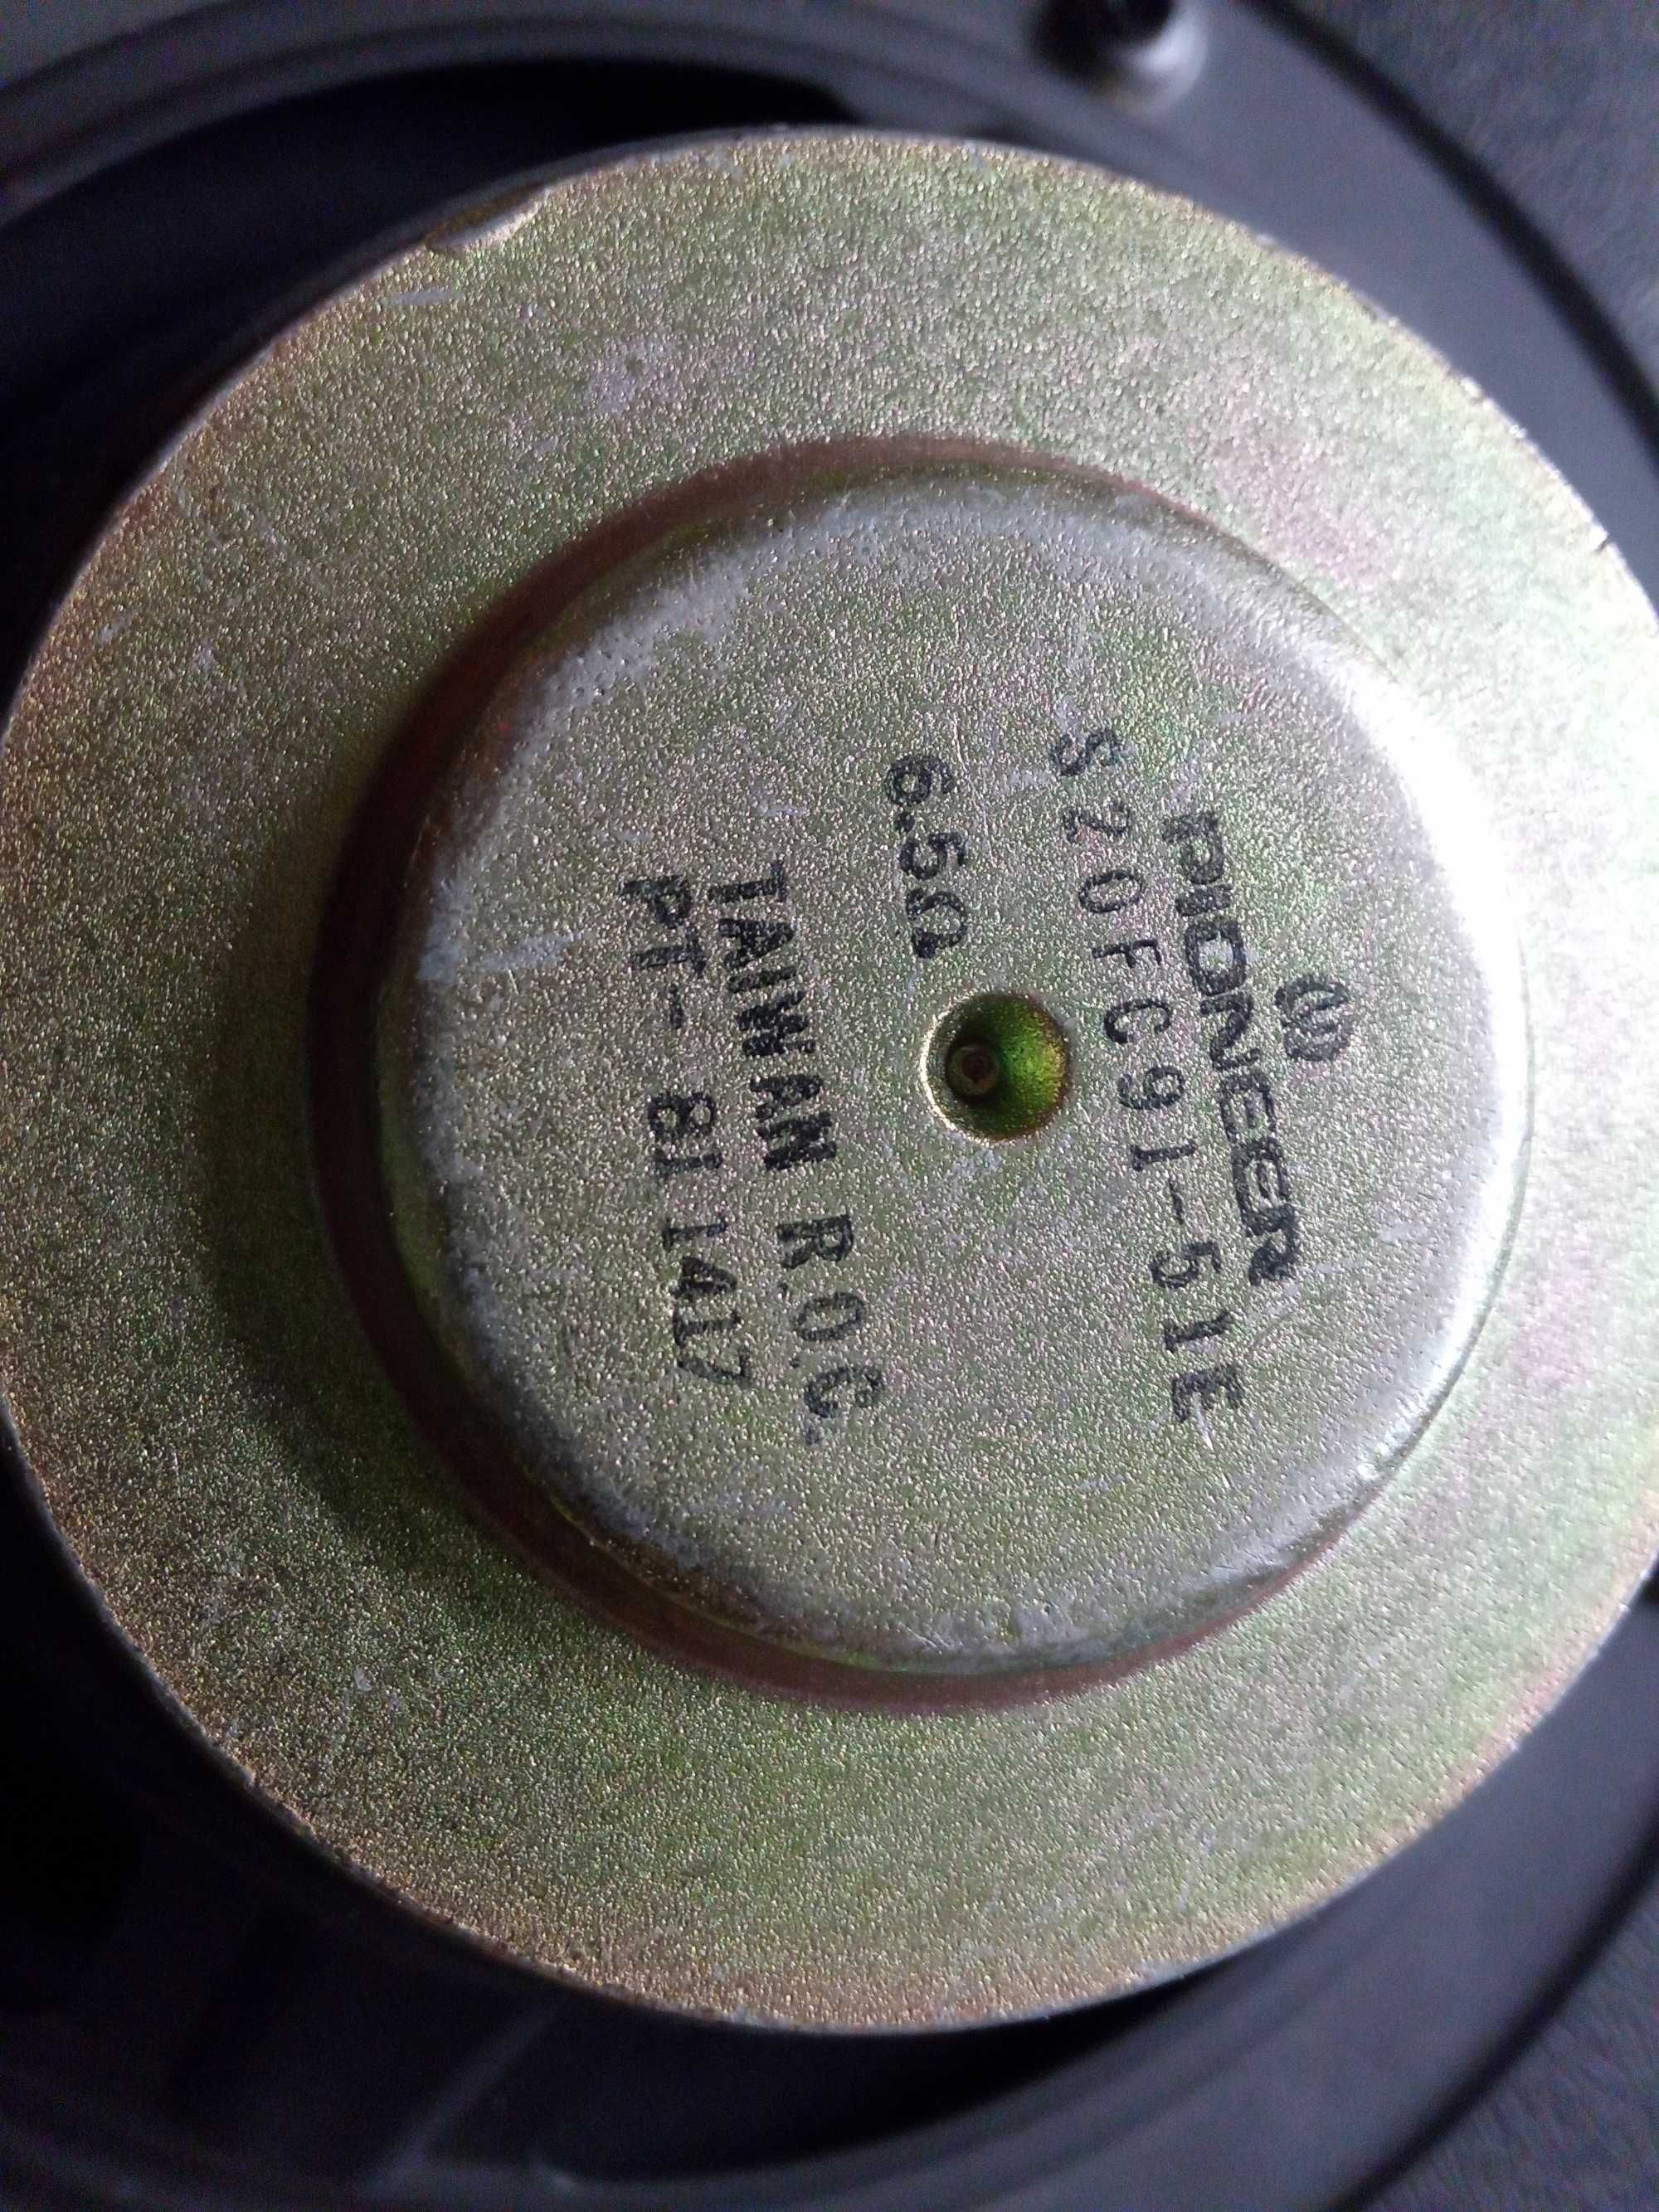 PIONEER
S20FC91-51E
6.5Ω
TAIWAN R.O.C.
PT-811417